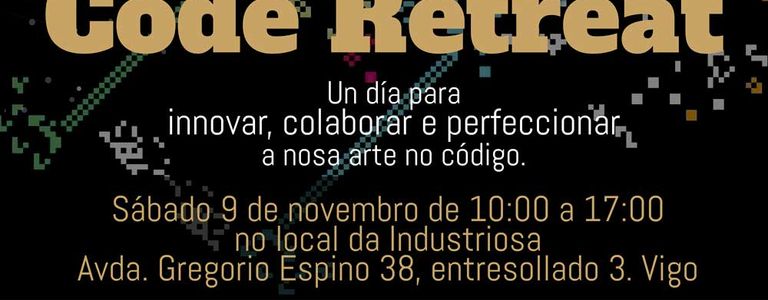 Code Retreat
Un día para
innovar, colaborar e perfeccionar
a nosa arte no código.
Sábado 9 de novembro de 10:00 a 17:00
no local da Industriosa
Avda. Gregorio Espino 38, entresollado 3. Vigo